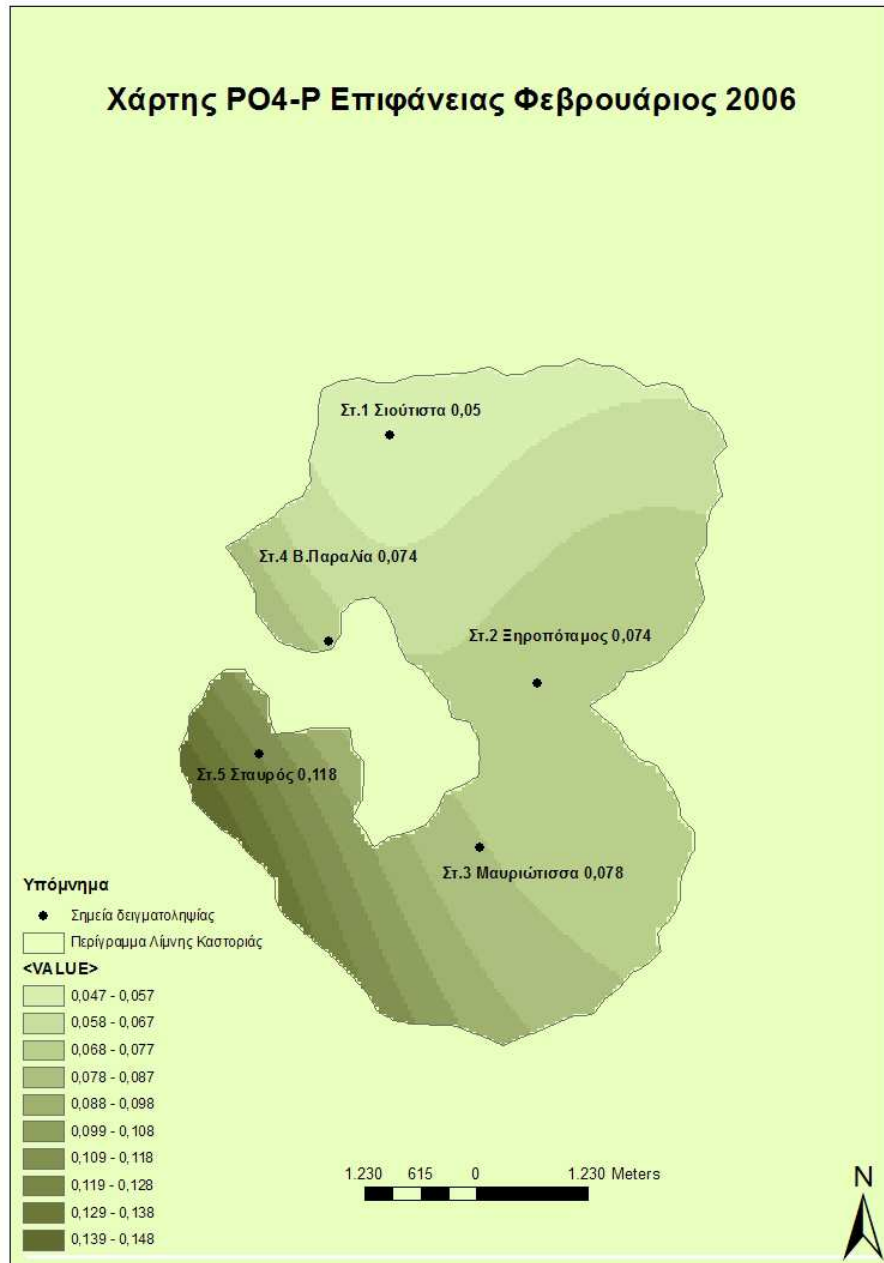 Χάρτης PO4-P Επιφάνειας Φεβρουάριος 2006
Στ.1 Σιούτιστα 0,05
Στ.4 Β.Παραλία 0,074
Στ.2 Ξηροπόταμος 0,074
Στ.5 Σταυρός 0,118
Στ.3 Μαυριώτισσα 0,078
Υπόμνημα
Σημεία δειγματοληψίας
Περίγραμμα Λίμνης Καστοριάς
<VALUE>
0,047 - 0,057
0,058 - 0,067
0,068 - 0,077
0,078 - 0,087
0,088 - 0,098
0,099 - 0,108
0,109 - 0,118
0,119 - 0,128
0,129 - 0,138
0,139 - 0,148
1.230 615 0 1.230 Meters
N